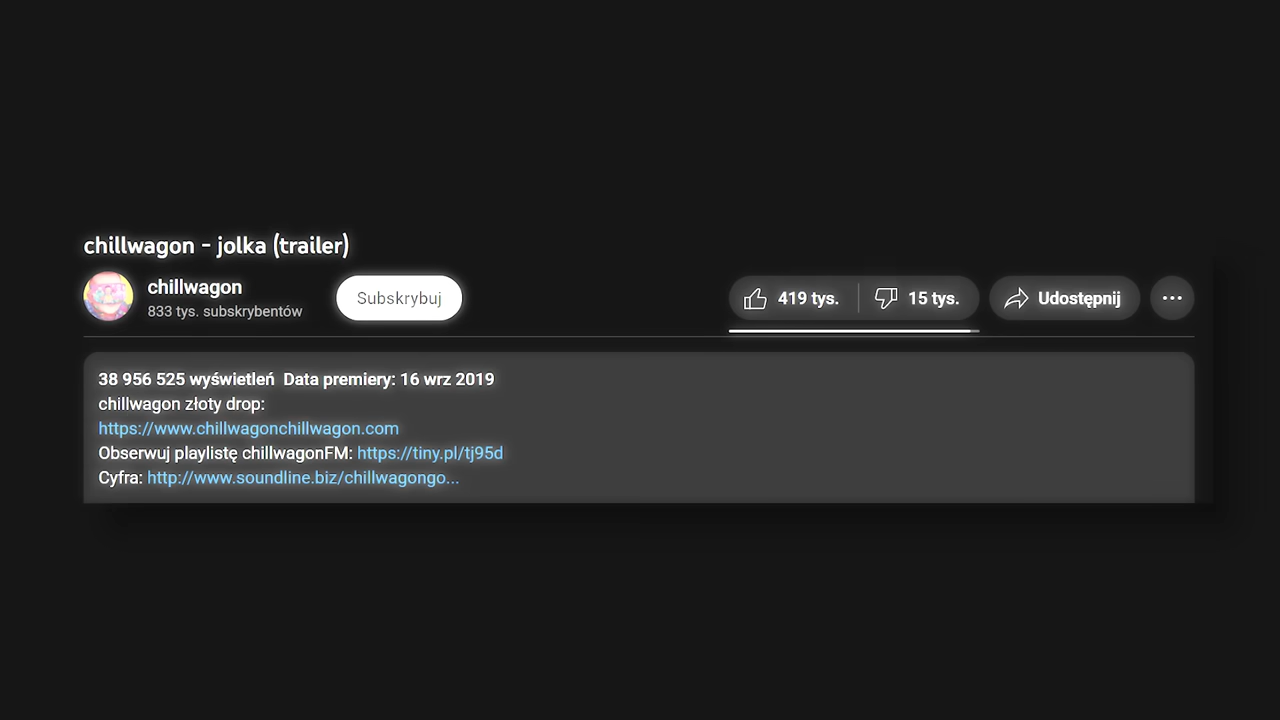 chillwagon - jolka (trailer)
chillwagon
833 tys. subskrybentów
Subskrybuj
419 tys.
15 tys.
Udostępnij
38 956 525 wyświetleń  Data premiery: 16 wrz 2019
chillwagon złoty drop:
https://www.chillwagonchillwagon.com
Obserwuj playlistę chillwagonFM: https://tiny.pl/tj95d
Cyfra: http://www.soundline.biz/chillwagongo...